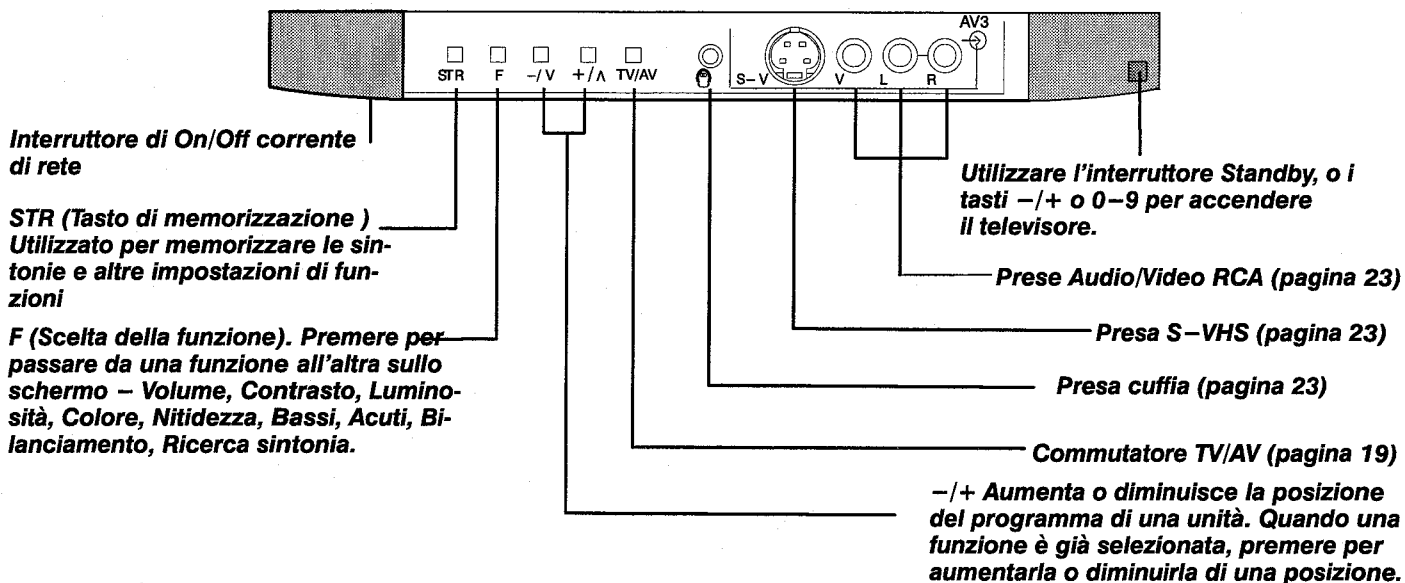 AV3
STR F –/∨ +/∧ TV/AV S–V V L R
Interruttore di On/Off corrente
di rete
STR (Tasto di memorizzazione )
Utilizzato per memorizzare le sin-
tonie e altre impostazioni di fun-
zioni
F (Scelta della funzione). Premere per
passare da una funzione all'altra sullo
schermo – Volume, Contrasto, Lumino-
sità, Colore, Nitidezza, Bassi, Acuti, Bi-
lanciamento, Ricerca sintonia.
Utilizzare l'interruttore Standby, o i
tasti –/+ o 0–9 per accendere
il televisore.
Prese Audio/Video RCA (pagina 23)
Presa S–VHS (pagina 23)
Presa cuffia (pagina 23)
Commutatore TV/AV (pagina 19)
–/+ Aumenta o diminuisce la posizione
del programma di una unità. Quando una
funzione è già selezionata, premere per
aumentarla o diminuirla di una posizione.